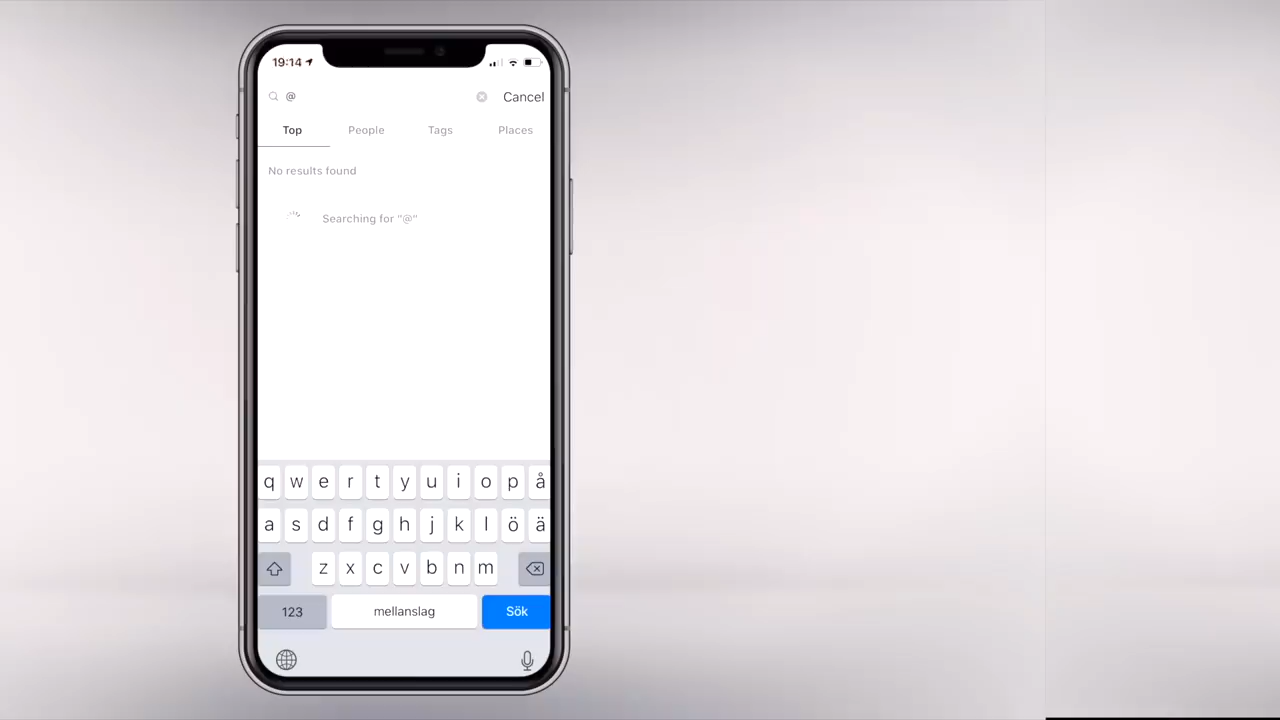 19:14
@
Cancel
Top People Tags Places
No results found
Searching for "@"
q w e r t y u i o p å
a s d f g h j k l ö ä
z x c v b n m
123 mellanslag Sök